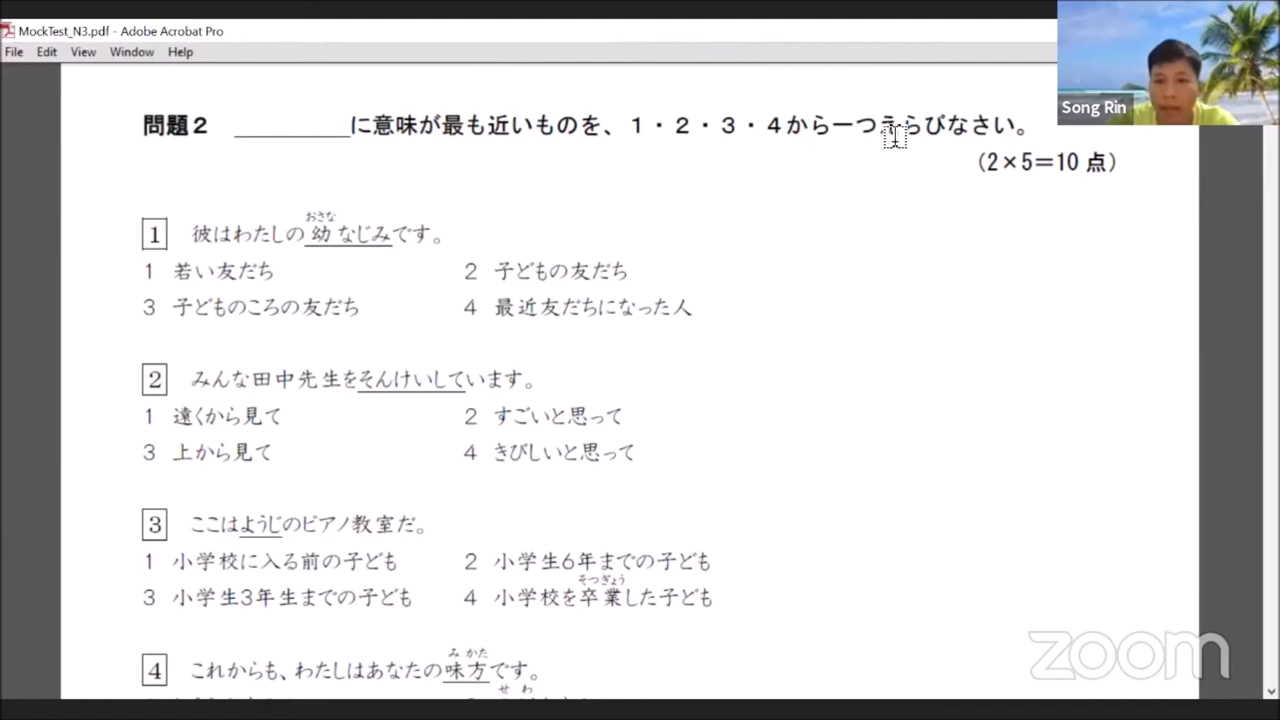 MockTest_N3.pdf - Adobe Acrobat Pro
File Edit View Window Help
Song Rin
問題2 ＿＿＿＿＿に意味が最も近いものを、1・2・3・4から一つえらびなさい。
(2×5＝10 点)
おさな
1 彼はわたしの幼なじみです。
1 若い友だち 2 子どもの友だち
3 子どものころの友だち 4 最近友だちになった人
2 みんな田中先生をそんけいしています。
1 遠くから見て 2 すごいと思って
3 上から見て 4 きびしいと思って
3 ここはようじのピアノ教室だ。
1 小学校に入る前の子ども 2 小学生6年までの子ども
そつぎょう
3 小学生3年生までの子ども 4 小学校を卒業した子ども
み かた
4 これからも、わたしはあなたの味方です。
せ わ
zoom